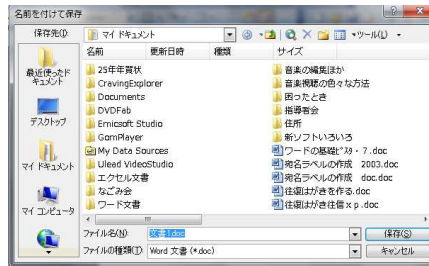 名前を付けて保存
保存先(I):
マイ ドキュメント
ツール(L)
名前
更新日時
種類
サイズ
最近使ったドキュメント
デスクトップ
マイ ドキュメント
マイ コンピュータ
25年年賀状
CravingExplorer
Documents
DVDFab
Emicsoft Studio
GomPlayer
My Data Sources
Ulead VideoStudio
エクセル文書
なごみ会
ワード文書
音楽の編集ほか
音楽視聴の色々な方法
困ったとき
指導者会
住所
新ソフトいろいろ
ワードの基礎ﾋﾟｽﾀ・7.doc
宛名ラベルの作成 2003.doc
宛名ラベルの作成 doc.doc
往復はがきを作る.doc
往復はがき往信xp.doc
ファイル名(N):
文書1.doc
保存(S)
ファイルの種類(T):
Word 文書 (*.doc)
キャンセル